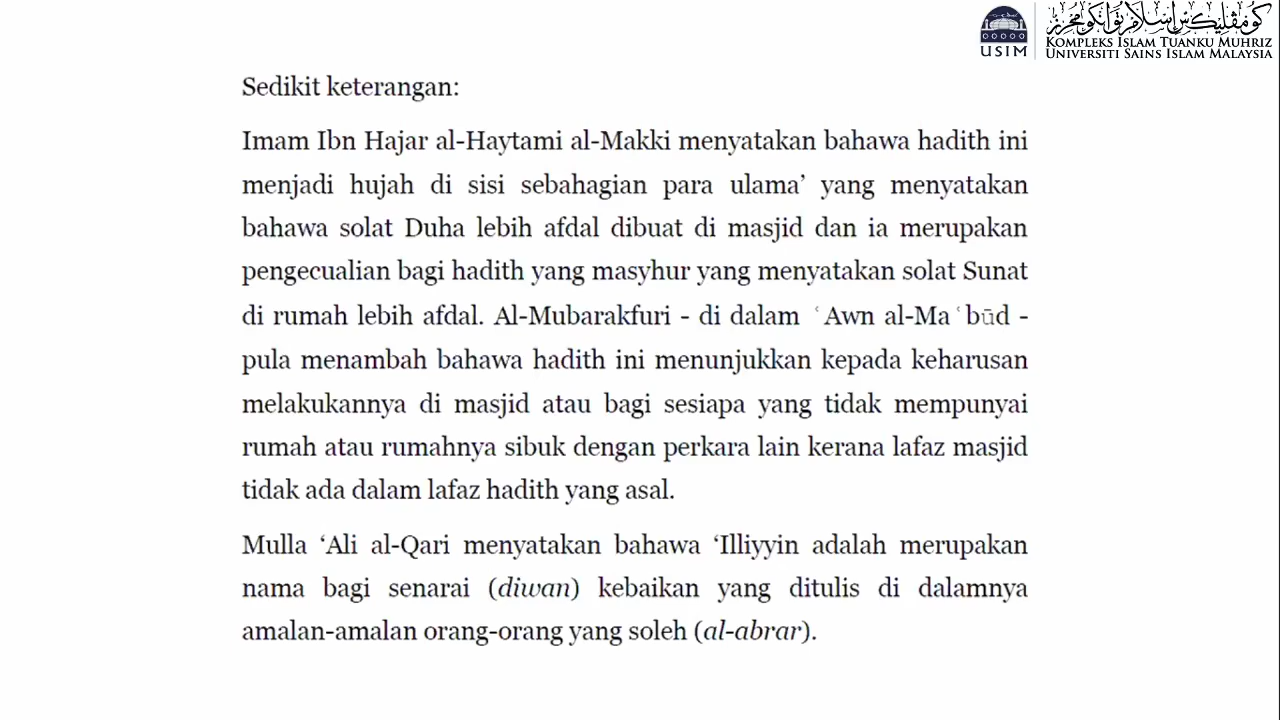 كومڤليكس إسلام توانكو محرز
USIM
KOMPLEKS ISLAM TUANKU MUHRIZ
UNIVERSITI SAINS ISLAM MALAYSIA
Sedikit keterangan:
Imam Ibn Hajar al-Haytami al-Makki menyatakan bahawa hadith ini
menjadi hujah di sisi sebahagian para ulama’ yang menyatakan
bahawa solat Duha lebih afdal dibuat di masjid dan ia merupakan
pengecualian bagi hadith yang masyhur yang menyatakan solat Sunat
di rumah lebih afdal. Al-Mubarakfuri - di dalam ʿAwn al-Maʿbūd -
pula menambah bahawa hadith ini menunjukkan kepada keharusan
melakukannya di masjid atau bagi sesiapa yang tidak mempunyai
rumah atau rumahnya sibuk dengan perkara lain kerana lafaz masjid
tidak ada dalam lafaz hadith yang asal.
Mulla ‘Ali al-Qari menyatakan bahawa ‘Illiyyin adalah merupakan
nama bagi senarai (diwan) kebaikan yang ditulis di dalamnya
amalan-amalan orang-orang yang soleh (al-abrar).